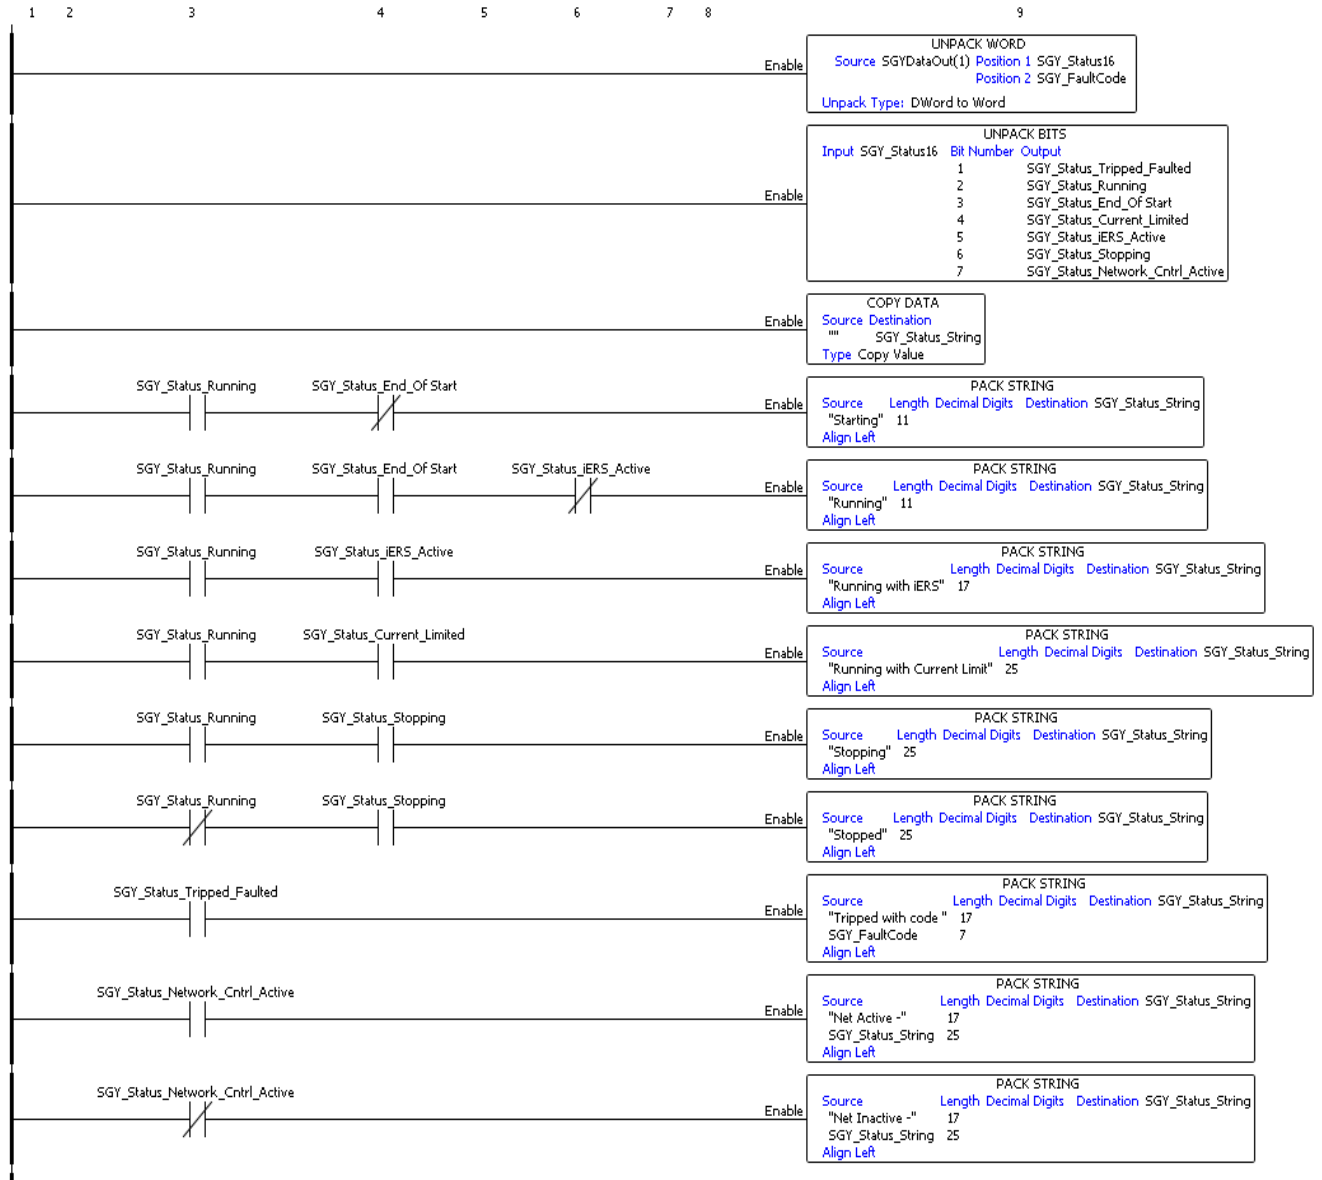 1 2 3 4 5 6 7 8 9
UNPACK WORD
Enable Source SGYDataOut(1) Position 1 SGY_Status16
Position 2 SGY_FaultCode
Unpack Type: DWord to Word
UNPACK BITS
Input SGY_Status16 Bit Number Output
1 SGY_Status_Tripped_Faulted
Enable 2 SGY_Status_Running
3 SGY_Status_End_Of Start
4 SGY_Status_Current_Limited
5 SGY_Status_iERS_Active
6 SGY_Status_Stopping
7 SGY_Status_Network_Cntrl_Active
COPY DATA
Enable Source Destination
"" SGY_Status_String
Type Copy Value
SGY_Status_Running SGY_Status_End_Of Start PACK STRING
Enable Source Length Decimal Digits Destination SGY_Status_String
"Starting" 11
Align Left
SGY_Status_Running SGY_Status_End_Of Start SGY_Status_iERS_Active PACK STRING
Enable Source Length Decimal Digits Destination SGY_Status_String
"Running" 11
Align Left
SGY_Status_Running SGY_Status_iERS_Active PACK STRING
Enable Source Length Decimal Digits Destination SGY_Status_String
"Running with iERS" 17
Align Left
SGY_Status_Running SGY_Status_Current_Limited PACK STRING
Enable Source Length Decimal Digits Destination SGY_Status_String
"Running with Current Limit" 25
Align Left
SGY_Status_Running SGY_Status_Stopping PACK STRING
Enable Source Length Decimal Digits Destination SGY_Status_String
"Stopping" 25
Align Left
SGY_Status_Running SGY_Status_Stopping PACK STRING
Enable Source Length Decimal Digits Destination SGY_Status_String
"Stopped" 25
Align Left
SGY_Status_Tripped_Faulted PACK STRING
Enable Source Length Decimal Digits Destination SGY_Status_String
"Tripped with code " 17
SGY_FaultCode 7
Align Left
SGY_Status_Network_Cntrl_Active PACK STRING
Enable Source Length Decimal Digits Destination SGY_Status_String
"Net Active -" 17
SGY_Status_String 25
Align Left
SGY_Status_Network_Cntrl_Active PACK STRING
Enable Source Length Decimal Digits Destination SGY_Status_String
"Net Inactive -" 17
SGY_Status_String 25
Align Left